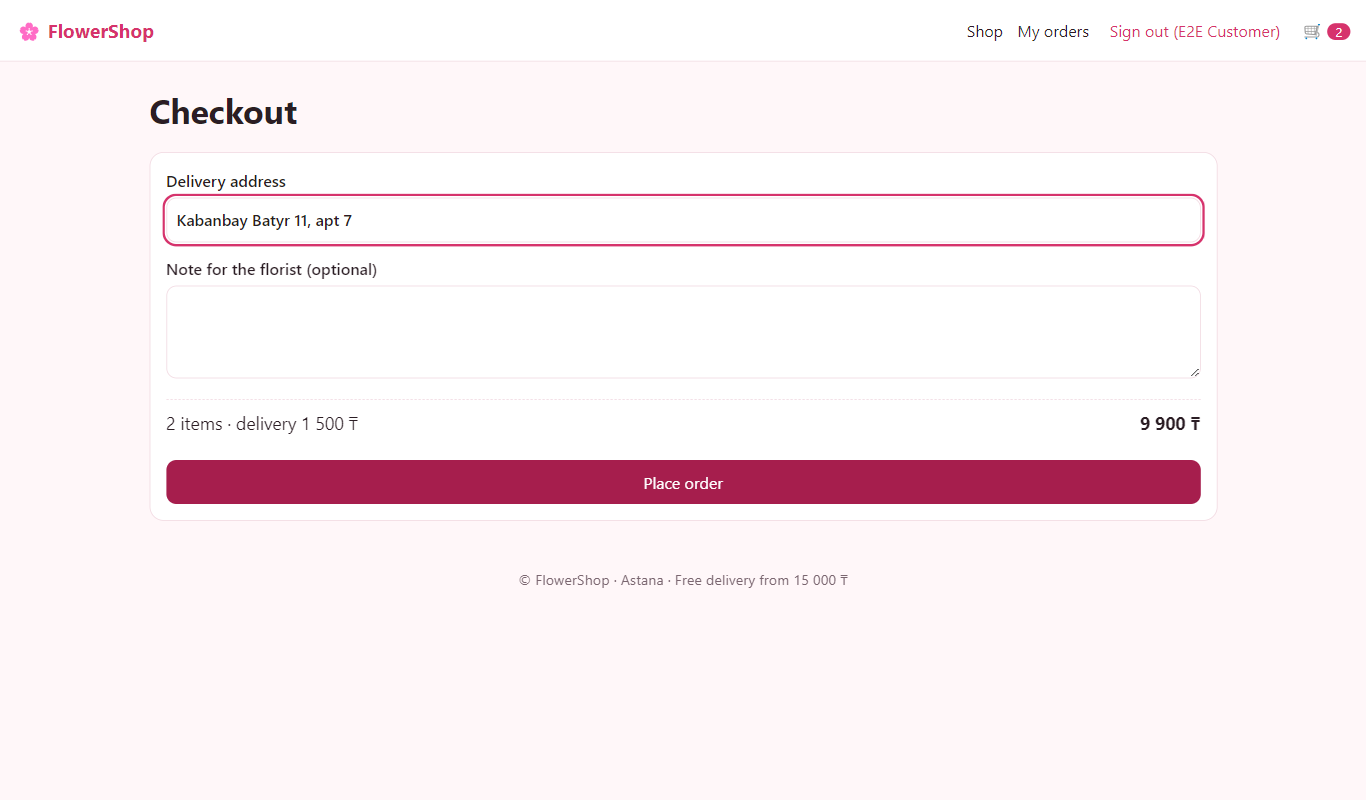 🌸 FlowerShop
Shop My orders Sign out (E2E Customer) 🛒 2
Checkout
Delivery address
Kabanbay Batyr 11, apt 7
Note for the florist (optional)
2 items · delivery 1 500 ₸ 9 900 ₸
Place order
© FlowerShop · Astana · Free delivery from 15 000 ₸